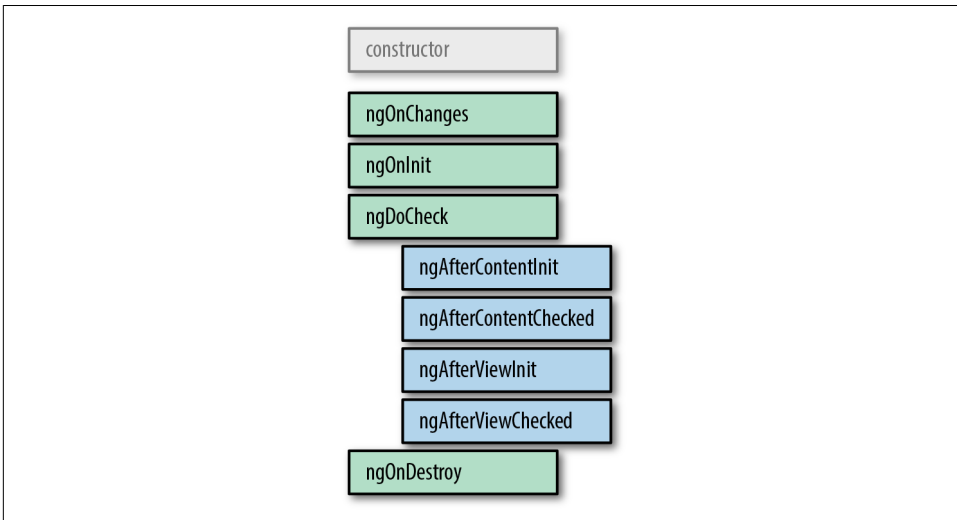 constructor
ngOnChanges
ngOnInit
ngDoCheck
ngAfterContentInit
ngAfterContentChecked
ngAfterViewInit
ngAfterViewChecked
ngOnDestroy